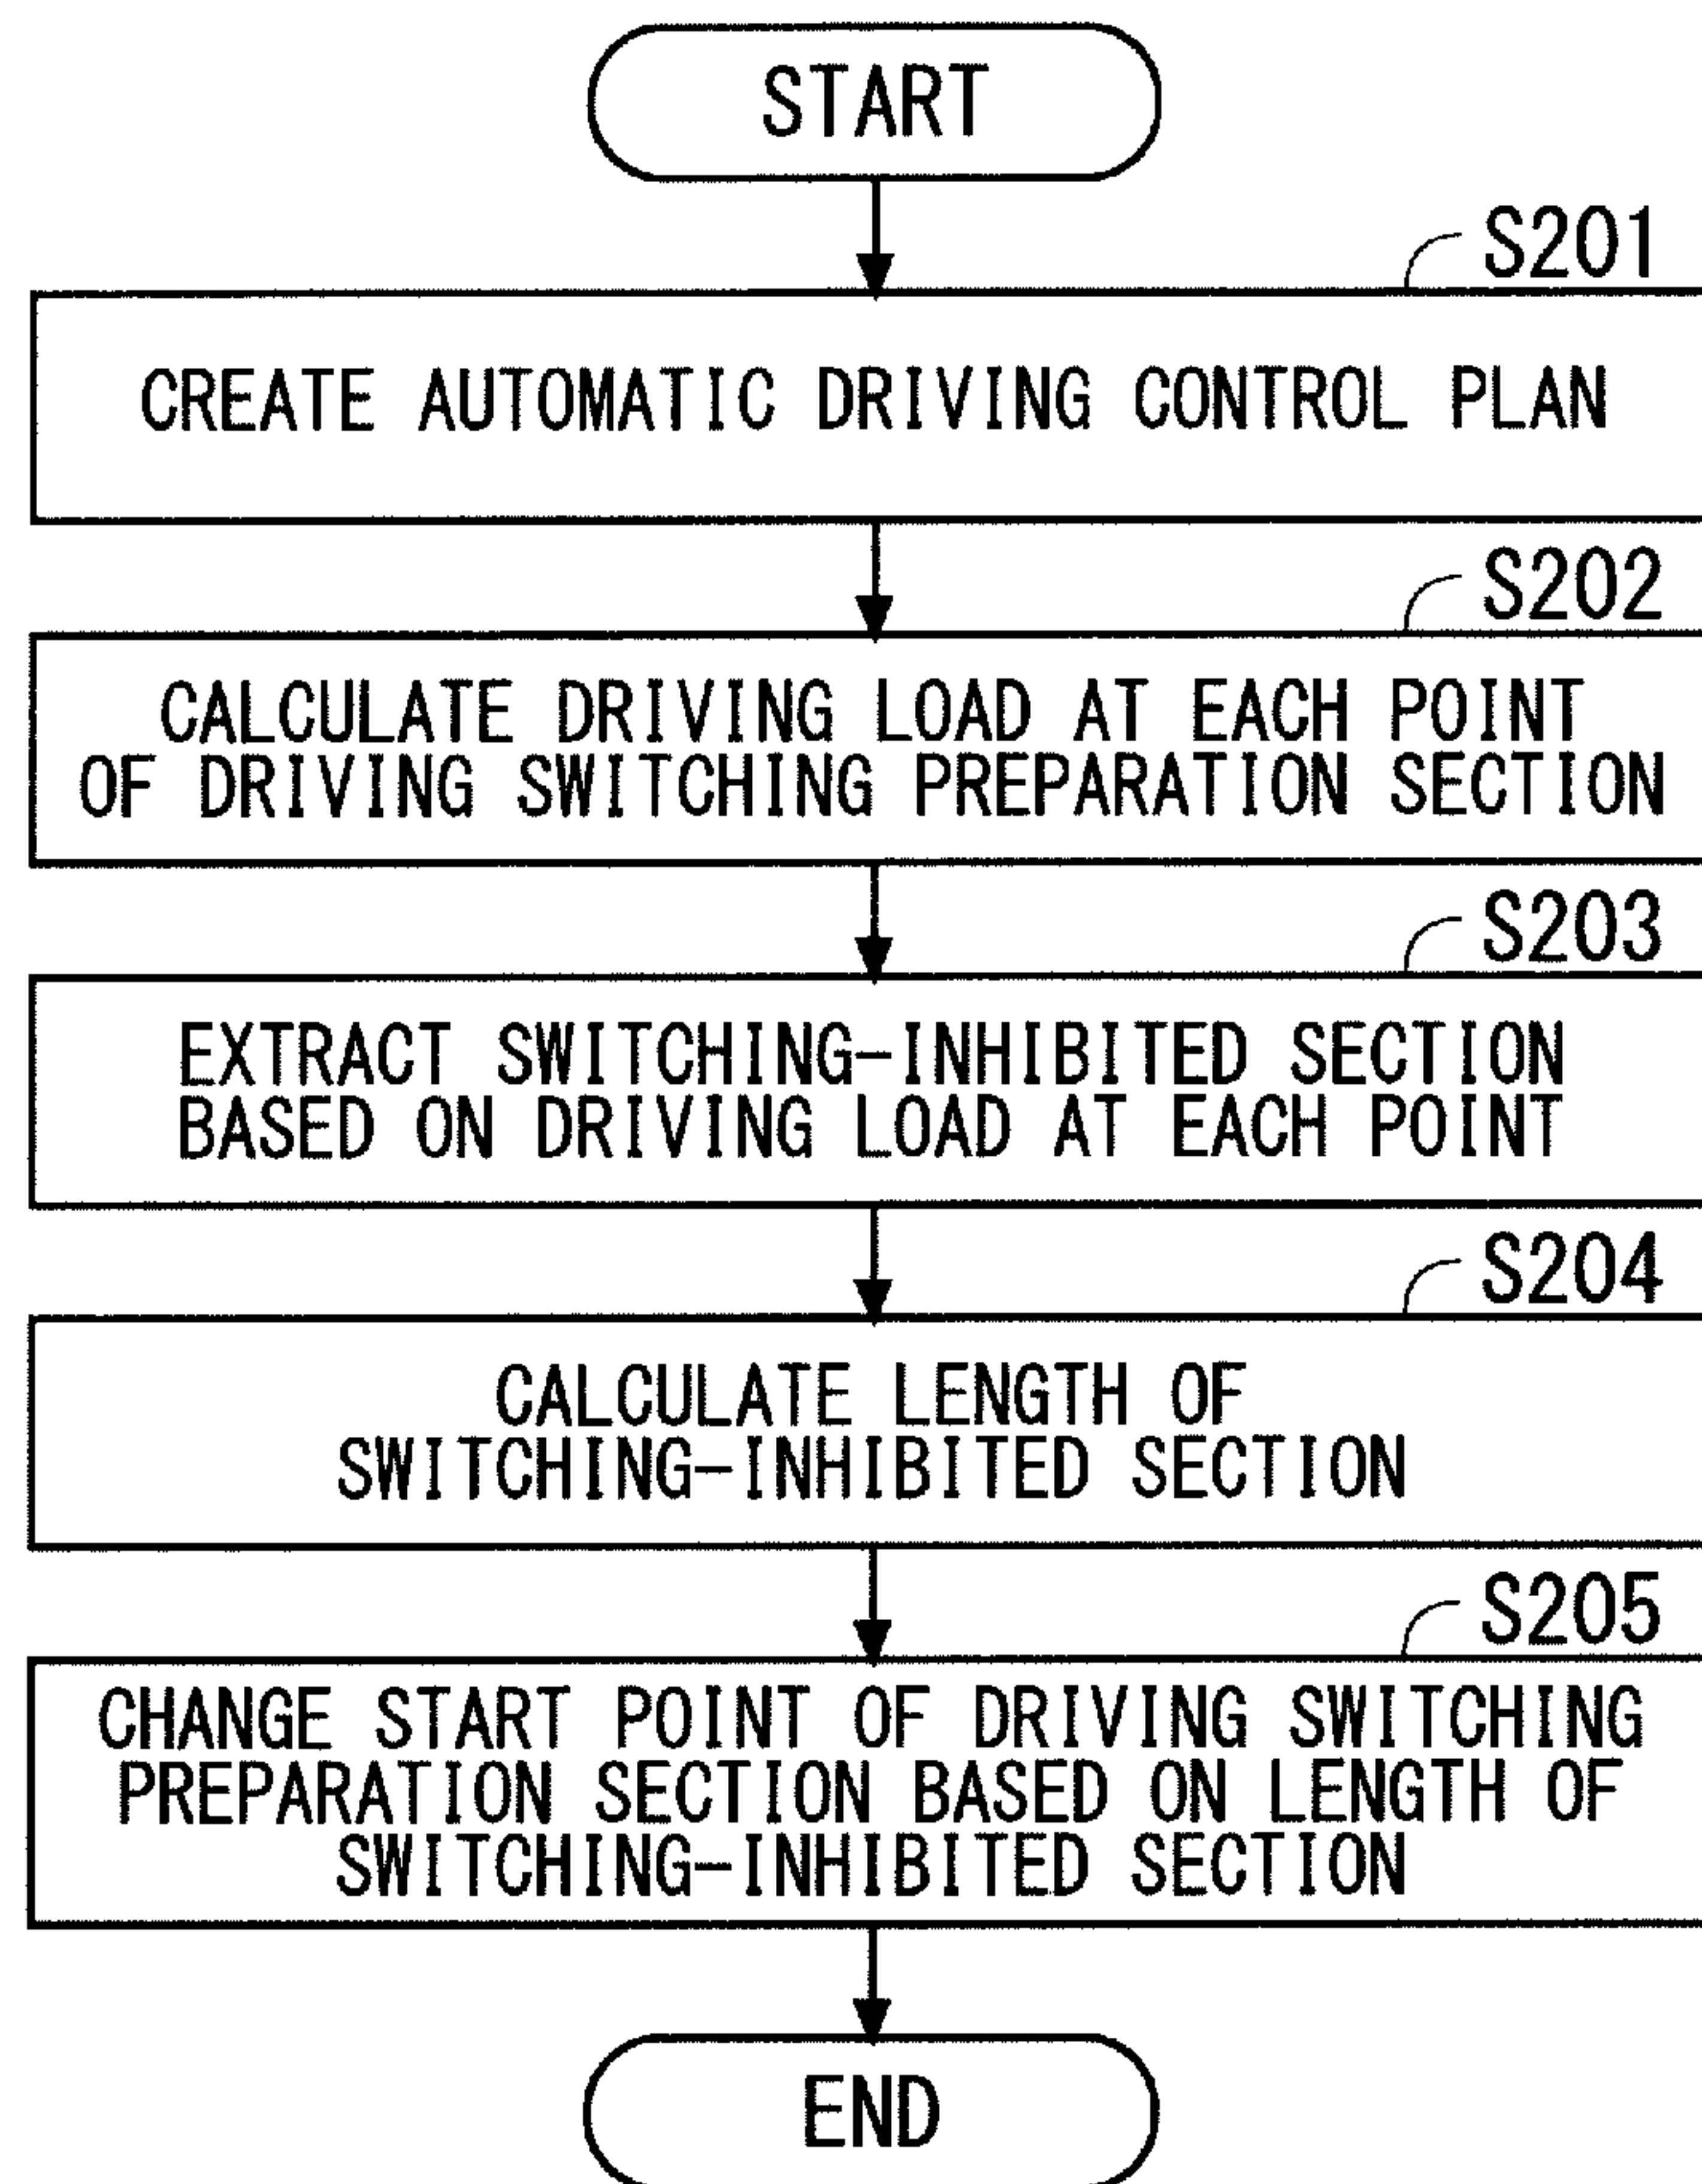 START
S201
CREATE AUTOMATIC DRIVING CONTROL PLAN
S202
CALCULATE DRIVING LOAD AT EACH POINT
OF DRIVING SWITCHING PREPARATION SECTION
S203
EXTRACT SWITCHING-INHIBITED SECTION
BASED ON DRIVING LOAD AT EACH POINT
S204
CALCULATE LENGTH OF
SWITCHING-INHIBITED SECTION
S205
CHANGE START POINT OF DRIVING SWITCHING
PREPARATION SECTION BASED ON LENGTH OF
SWITCHING-INHIBITED SECTION
END